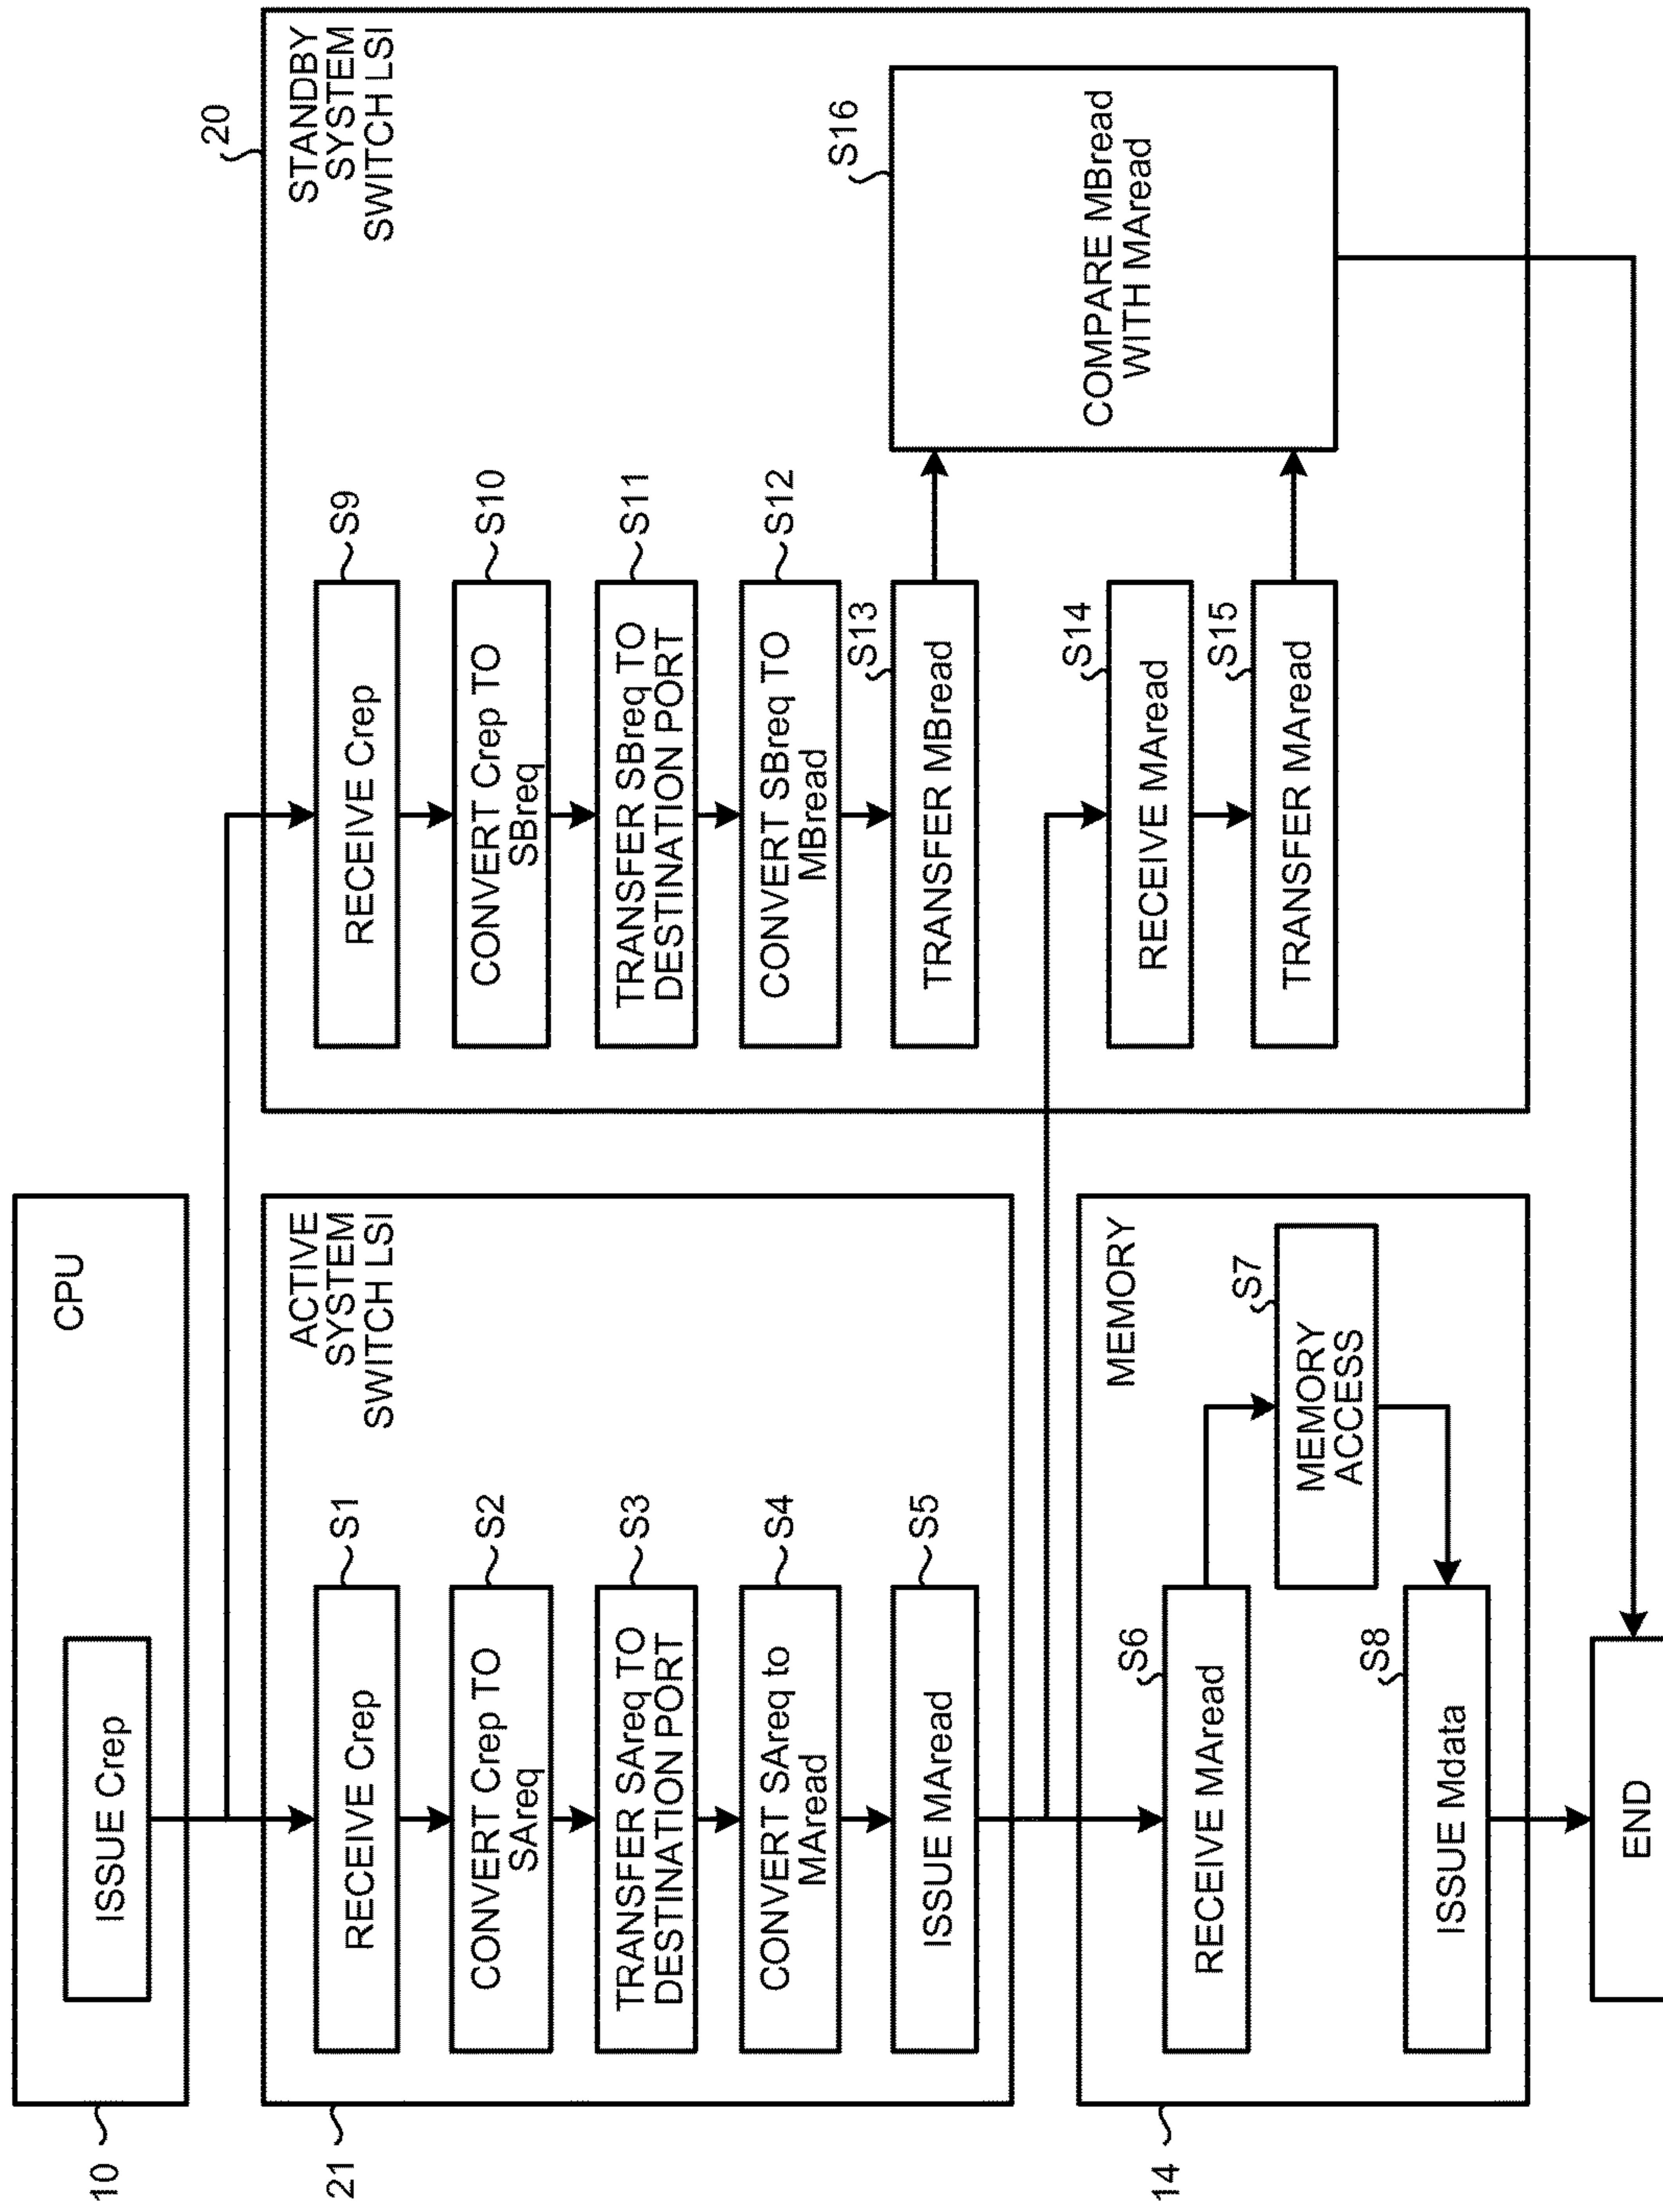 10
CPU
ISSUE Crep
21
ACTIVE
SYSTEM
SWITCH LSI
RECEIVE Crep
S1
CONVERT Crep TO
SAreq
S2
TRANSFER SAreq TO
DESTINATION PORT
S3
CONVERT SAreq to
MAread
S4
ISSUE MAread
S5
14
MEMORY
RECEIVE MAread
S6
MEMORY
ACCESS
S7
ISSUE Mdata
S8
END
20
STANDBY
SYSTEM
SWITCH LSI
RECEIVE Crep
S9
CONVERT Crep TO
SBreq
S10
TRANSFER SBreq TO
DESTINATION PORT
S11
CONVERT SBreq TO
MBread
S12
TRANSFER MBread
S13
RECEIVE MAread
S14
TRANSFER MAread
S15
COMPARE MBread
WITH MAread
S16